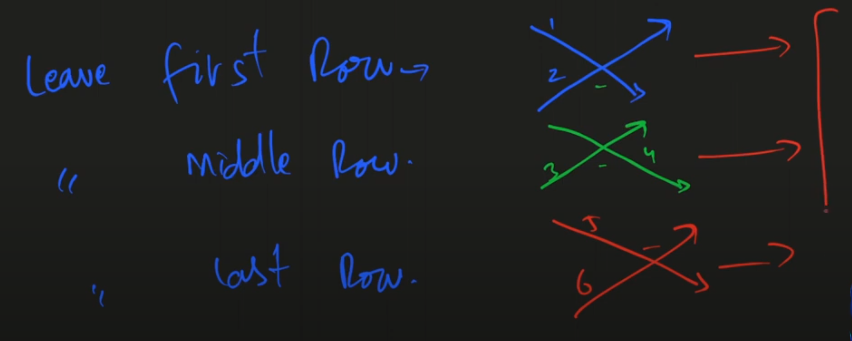 Leave first Row → 1 2 -
" Middle Row. 3 4 -
" last Row. 5 6 -